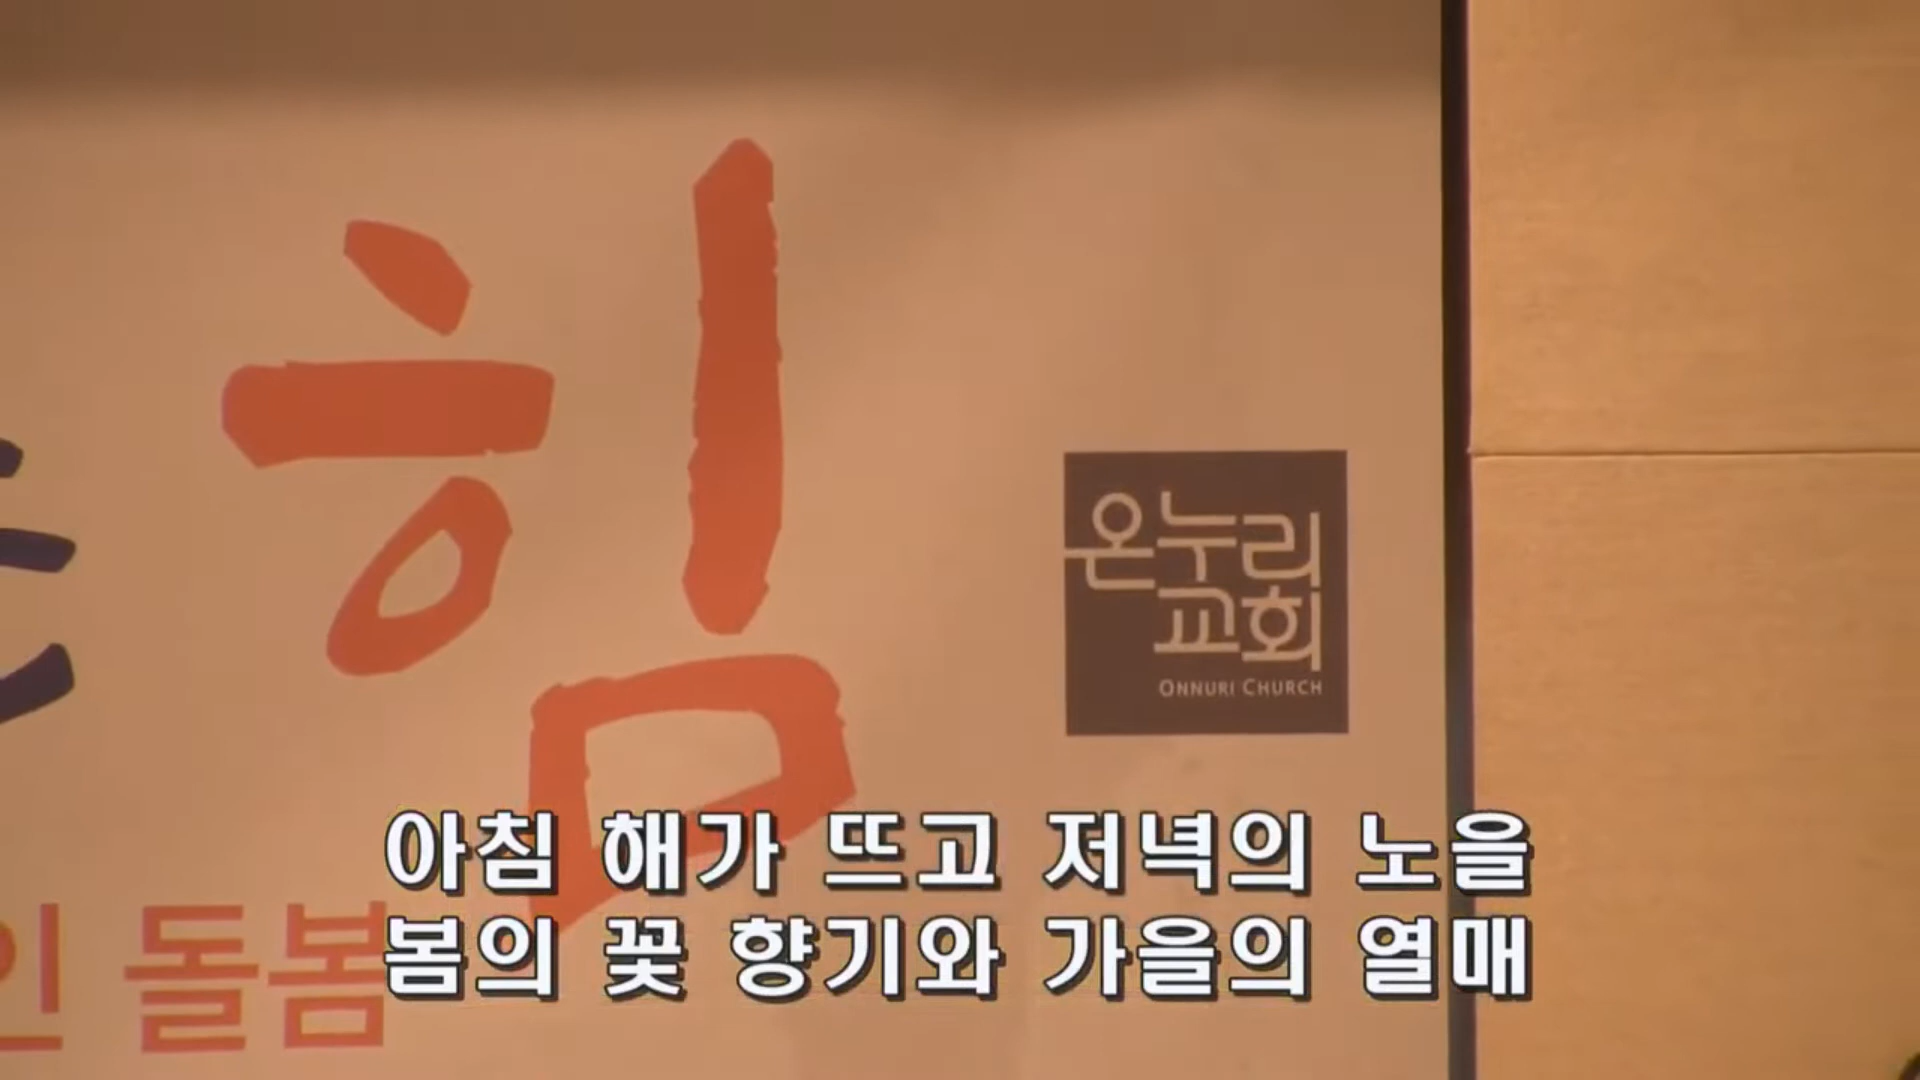 힘
온누리
교회
ONNURI CHURCH
인 돌봄
아침 해가 뜨고 저녁의 노을
봄의 꽃 향기와 가을의 열매